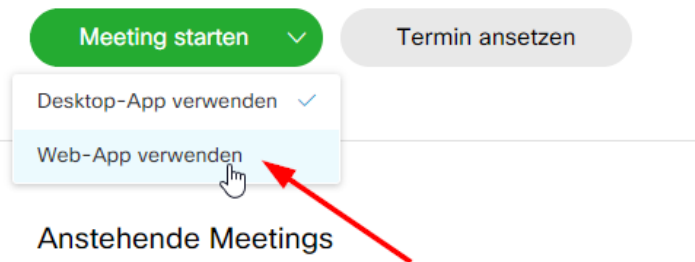 Meeting starten
Termin ansetzen
Desktop-App verwenden
Web-App verwenden
Anstehende Meetings